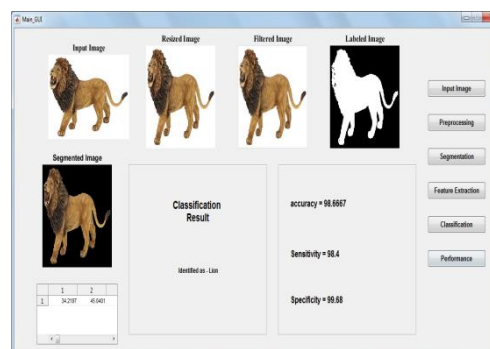 Main_GUI
Input Image
Resized Image
Filtered Image
Labeled Image
Input Image
Preprocessing
Segmentation
Feature Extraction
Classification
Performance
Segmented Image
Classification
Result
Identified as - Lion
accuracy = 98.6667
Sensitivity = 98.4
Specificity = 99.68
1 2
1 34.2187 45.0401